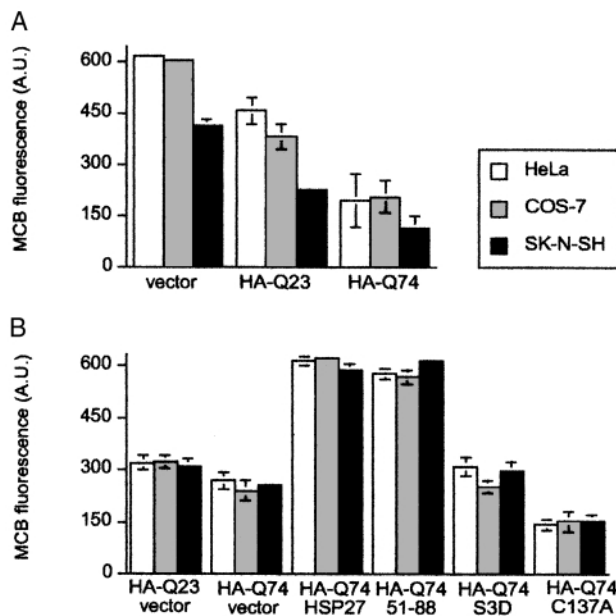 A
MCB fluorescence (A.U.)
600
450
300
150
0
vector HA-Q23 HA-Q74
HeLa
COS-7
SK-N-SH
B
MCB fluorescence (A.U.)
600
450
300
150
0
HA-Q23 HA-Q74 HA-Q74 HA-Q74 HA-Q74 HA-Q74
vector vector HSP27 51-88 S3D C137A